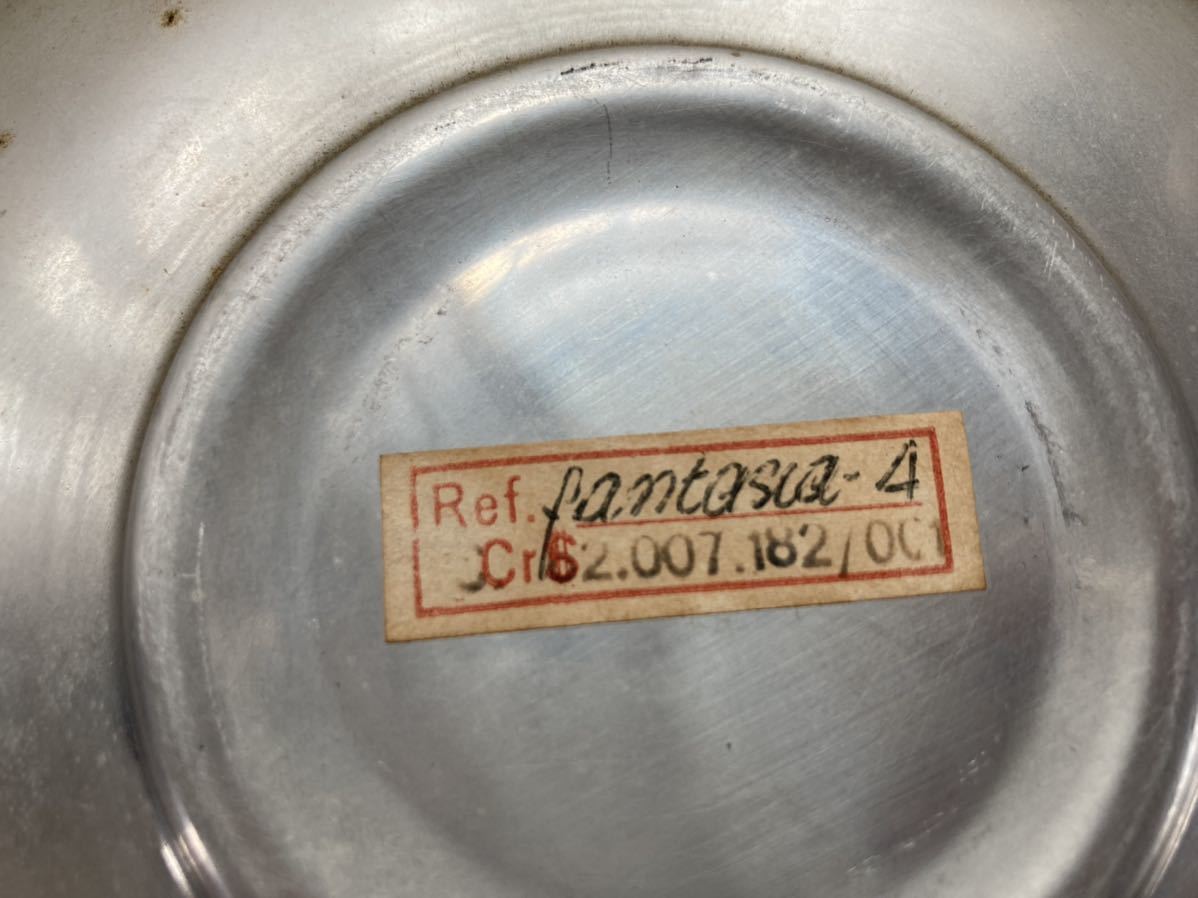 Ref. fantasia-4
Cr$ 2.007.182/001